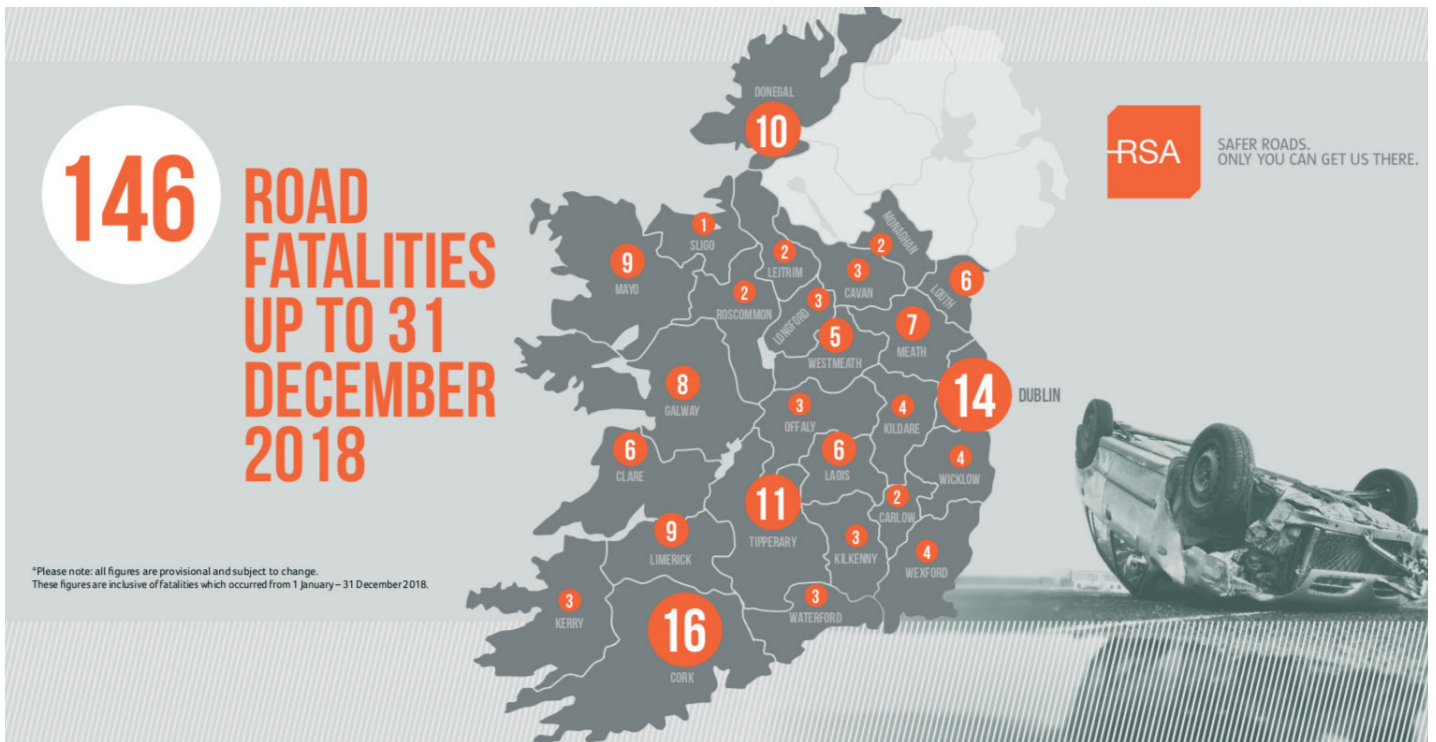 146
ROAD
FATALITIES
UP TO 31
DECEMBER
2018
*Please note: all figures are provisional and subject to change.
These figures are inclusive of fatalities which occurred from 1 January – 31 December 2018.
RSA
SAFER ROADS.
ONLY YOU CAN GET US THERE.
DONEGAL
10
1
SLIGO
2
LEITRIM
MONAGHAN
2
9
MAYO
2
ROSCOMMON
3
LONGFORD
3
CAVAN
6
LOUTH
5
WESTMEATH
7
MEATH
8
GALWAY
3
OFFALY
4
KILDARE
14
DUBLIN
6
CLARE
6
LAOIS
4
WICKLOW
11
TIPPERARY
2
CARLOW
9
LIMERICK
3
KILKENNY
4
WEXFORD
3
KERRY
16
CORK
3
WATERFORD